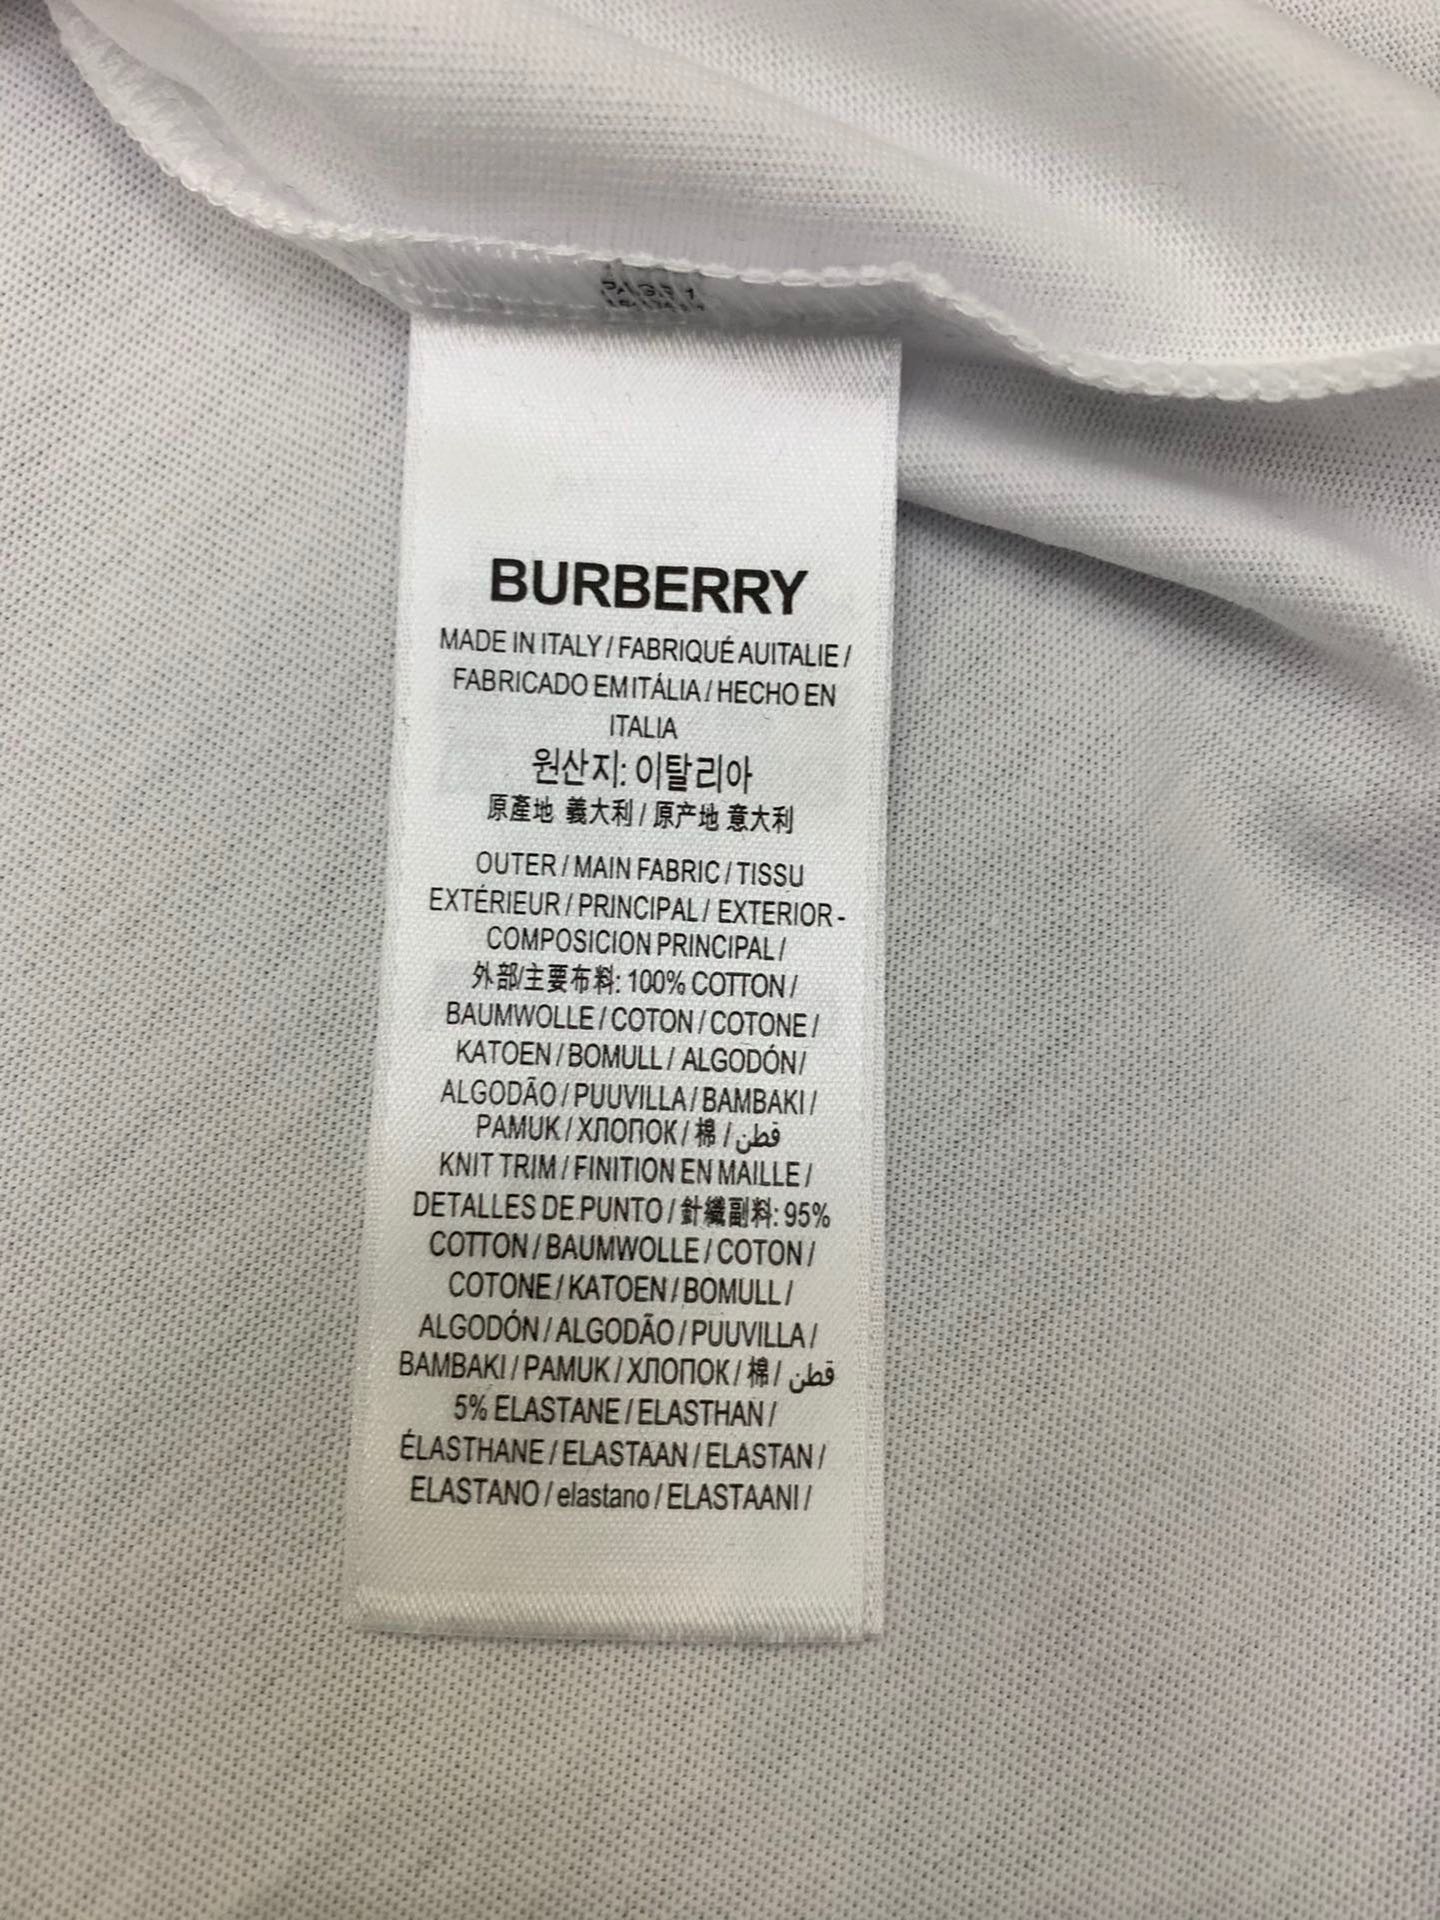 BURBERRY
MADE IN ITALY / FABRIQUÉ AUITALIE /
FABRICADO EMITÁLIA / HECHO EN
ITALIA
원산지: 이탈리아
原產地 義大利 / 原产地 意大利
OUTER / MAIN FABRIC / TISSU
EXTÉRIEUR / PRINCIPAL / EXTERIOR -
COMPOSICION PRINCIPAL /
外部/主要布料: 100% COTTON /
BAUMWOLLE / COTON / COTONE /
KATOEN / BOMULL / ALGODÓN /
ALGODÃO / PUUVILLA / BAMBAKI /
PAMUK / ХЛОПОК / 棉 / قطن
KNIT TRIM / FINITION EN MAILLE /
DETALLES DE PUNTO / 針織副料: 95%
COTTON / BAUMWOLLE / COTON /
COTONE / KATOEN / BOMULL /
ALGODÓN / ALGODÃO / PUUVILLA /
BAMBAKI / PAMUK / ХЛОПОК / 棉 / قطن
5% ELASTANE / ELASTHAN /
ÉLASTHANE / ELASTAAN / ELASTAN /
ELASTANO / elastano / ELASTAANI /